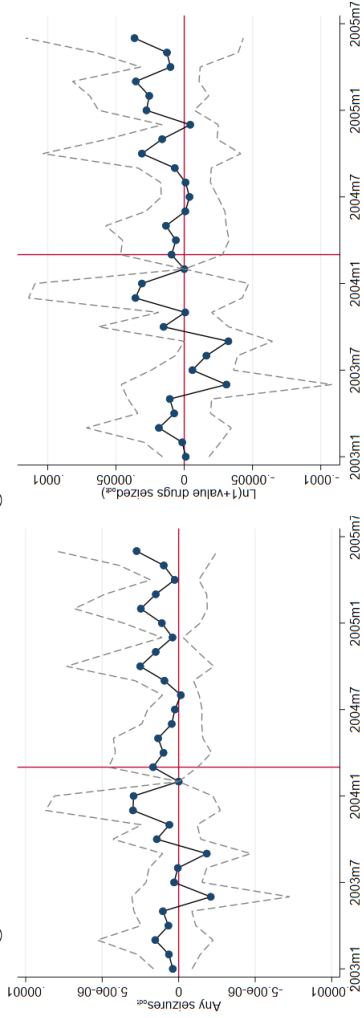 .00001
5.00e-06
0
-5.00e-06
-.00001
Any seizures
2003m1
2003m7
2004m1
2004m7
2005m1
2005m7
.0001
.00005
0
-.00005
-.0001
Ln(1+value drugs seized)
2003m1
2003m7
2004m1
2004m7
2005m1
2005m7